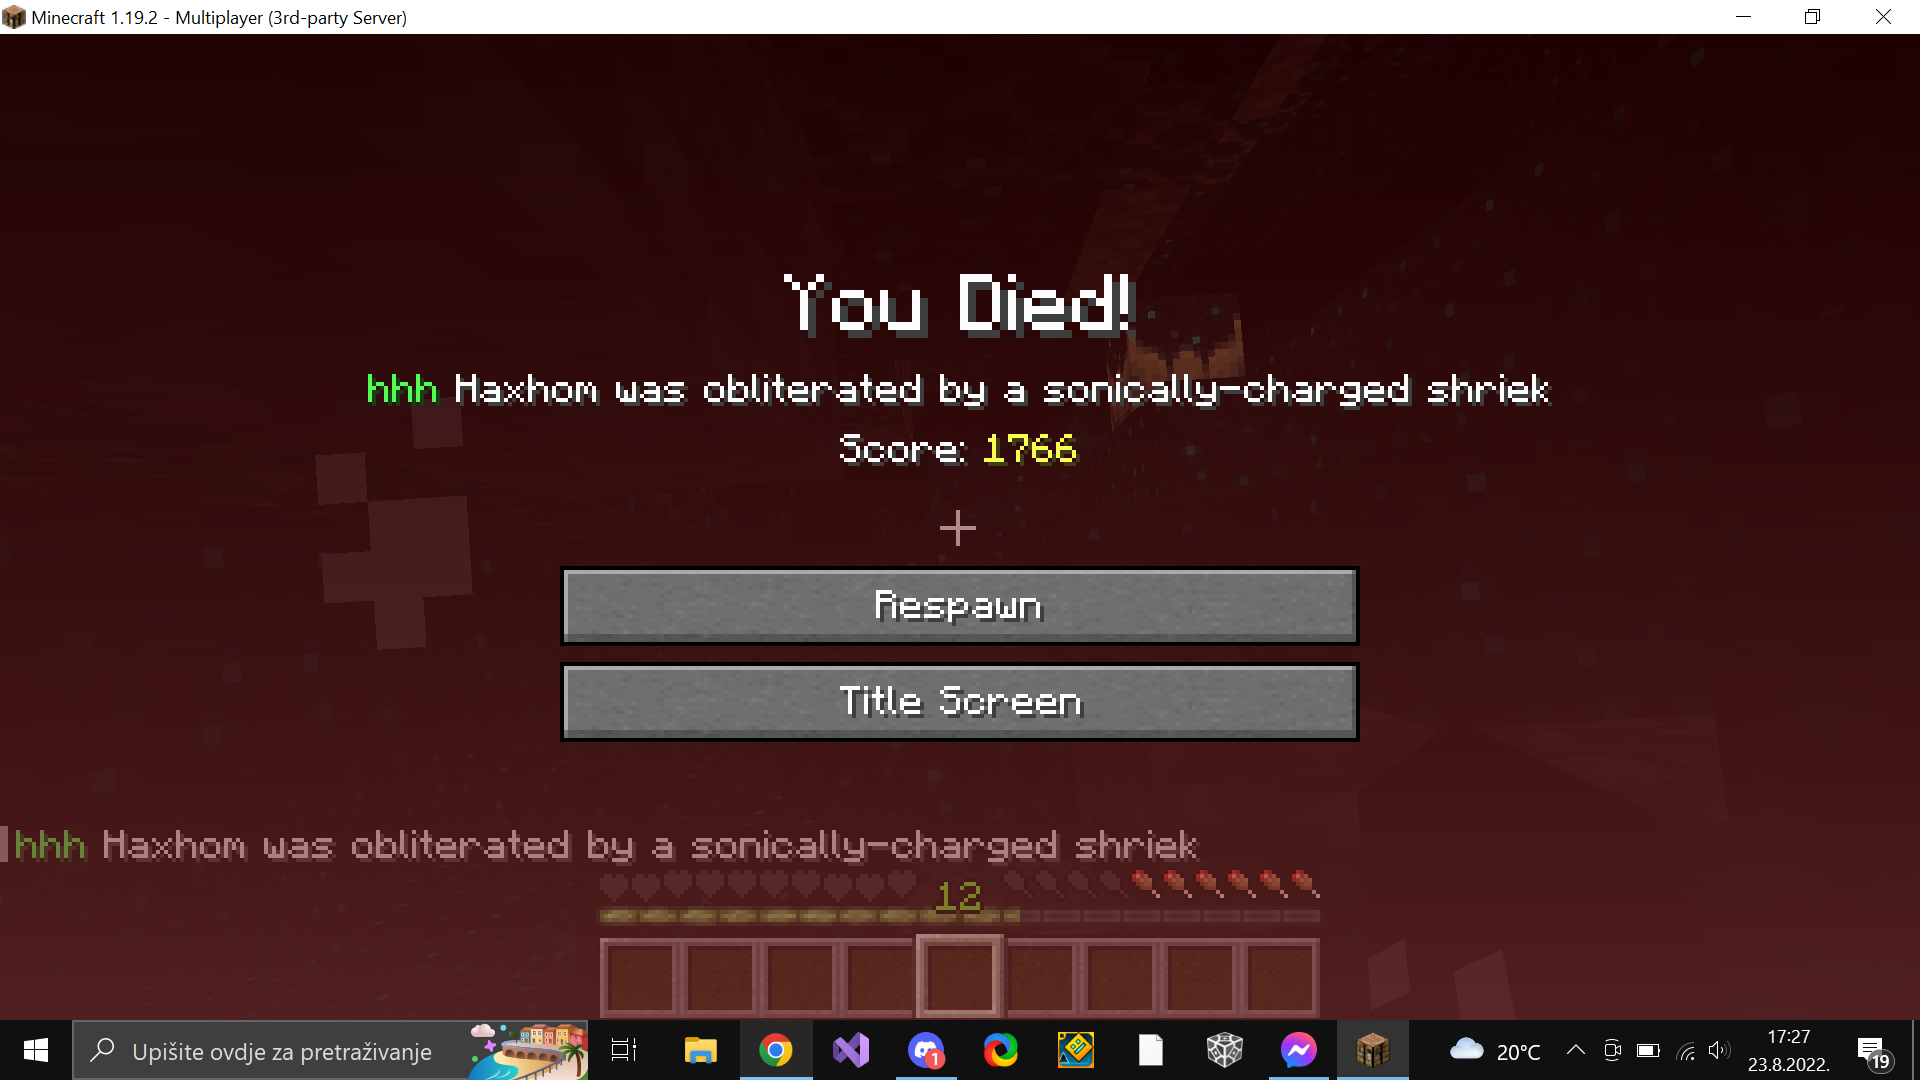 Minecraft 1.19.2 - Multiplayer (3rd-party Server)
You Died!
hhh Haxhom was obliterated by a sonically-charged shriek
Score: 1766
Respawn
Title Screen
hhh Haxhom was obliterated by a sonically-charged shriek
12
Upišite ovdje za pretraživanje
1
20°C
17:27
23.8.2022.
19